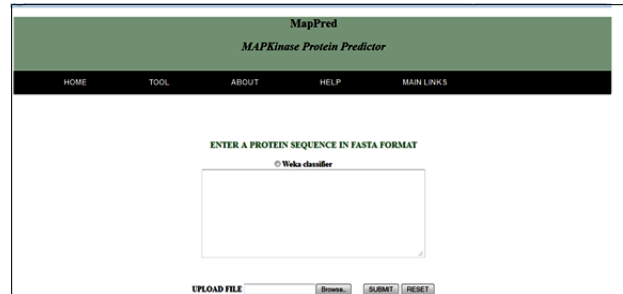 MapPred
MAPKinase Protein Predictor
HOME TOOL ABOUT HELP MAIN LINKS
ENTER A PROTEIN SEQUENCE IN FASTA FORMAT
Weka classifier
UPLOAD FILE Browse.. SUBMIT RESET